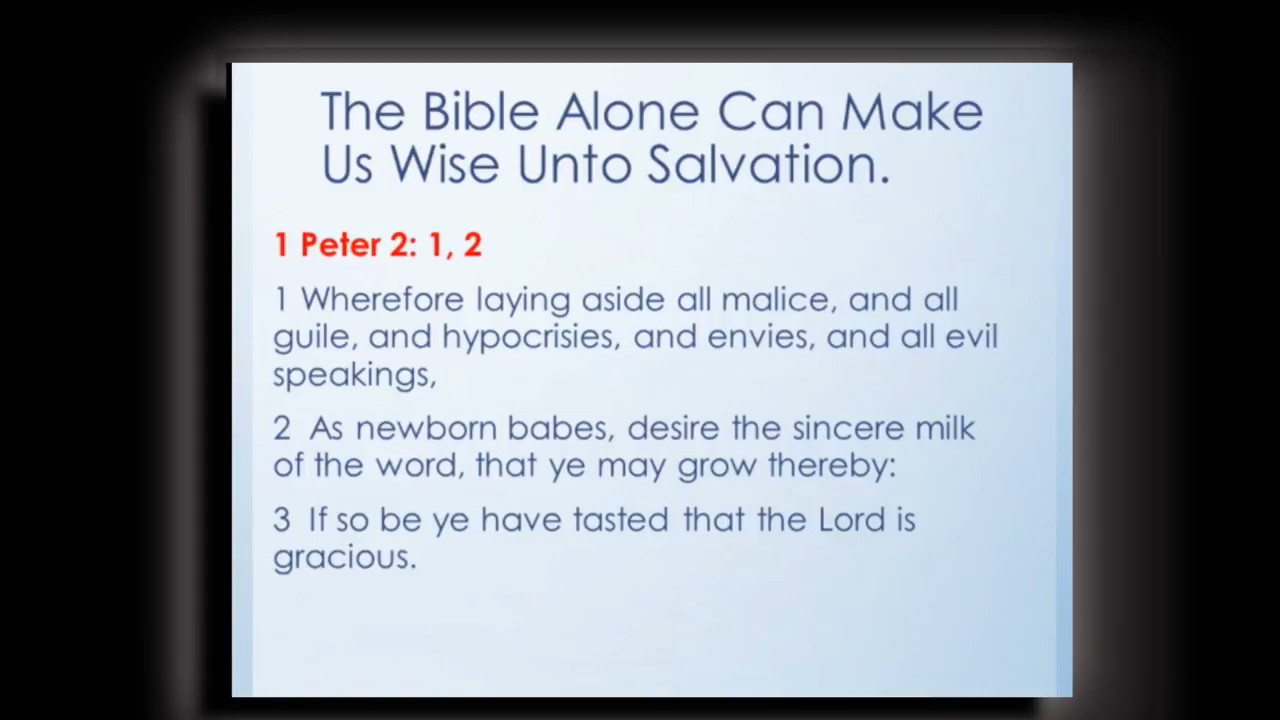 The Bible Alone Can Make
Us Wise Unto Salvation.
1 Peter 2: 1, 2
1 Wherefore laying aside all malice, and all
guile, and hypocrisies, and envies, and all evil
speakings,
2 As newborn babes, desire the sincere milk
of the word, that ye may grow thereby:
3 If so be ye have tasted that the Lord is
gracious.